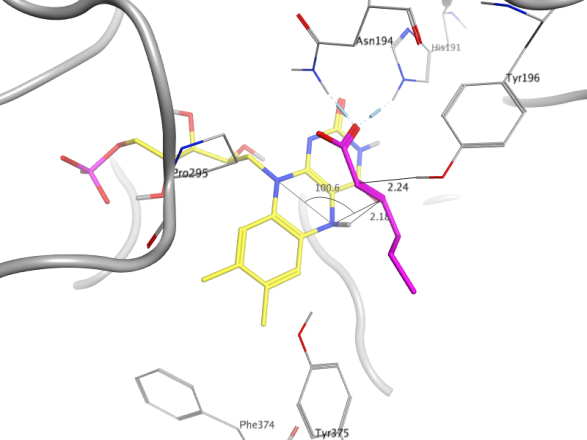 Asn194
His191
Tyr196
Pro295
100.6
2.24
2.18
Phe374
Tyr375